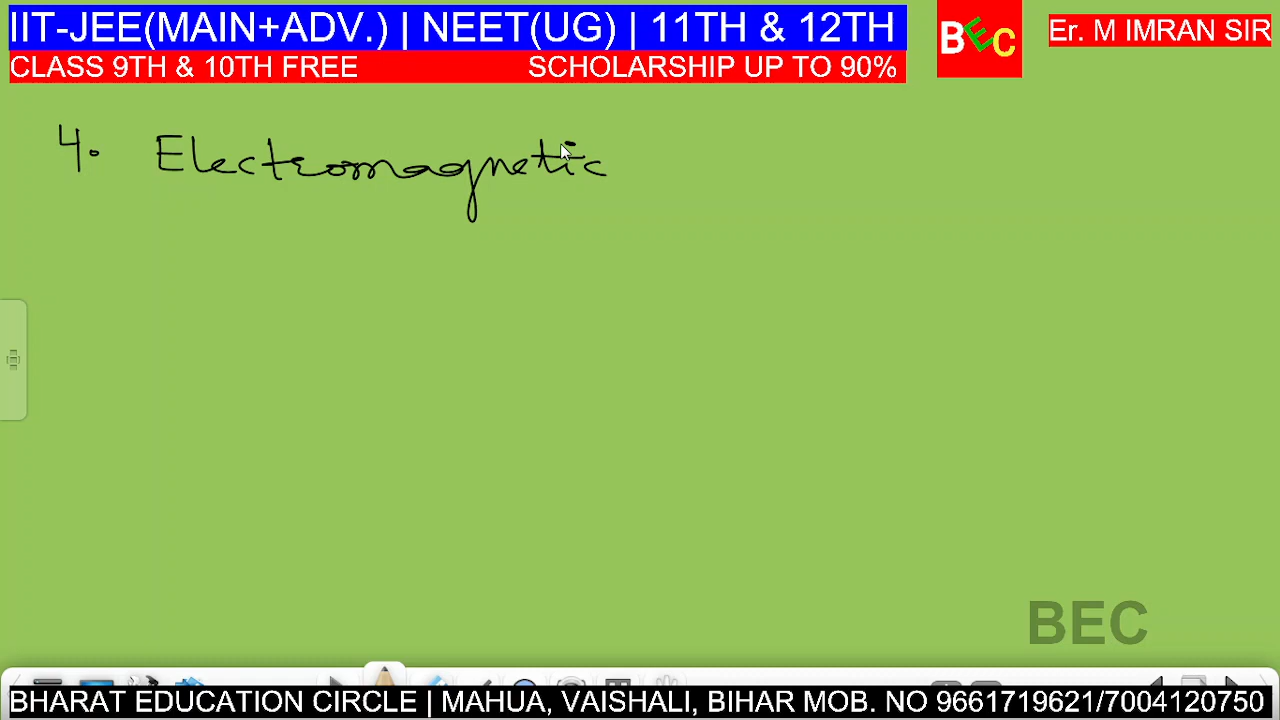 IIT-JEE(MAIN+ADV.) | NEET(UG) | 11TH & 12TH
CLASS 9TH & 10TH FREE SCHOLARSHIP UP TO 90%
BEC
Er. M IMRAN SIR
4. Electromagnetic
BEC
BHARAT EDUCATION CIRCLE | MAHUA, VAISHALI, BIHAR MOB. NO 9661719621/7004120750